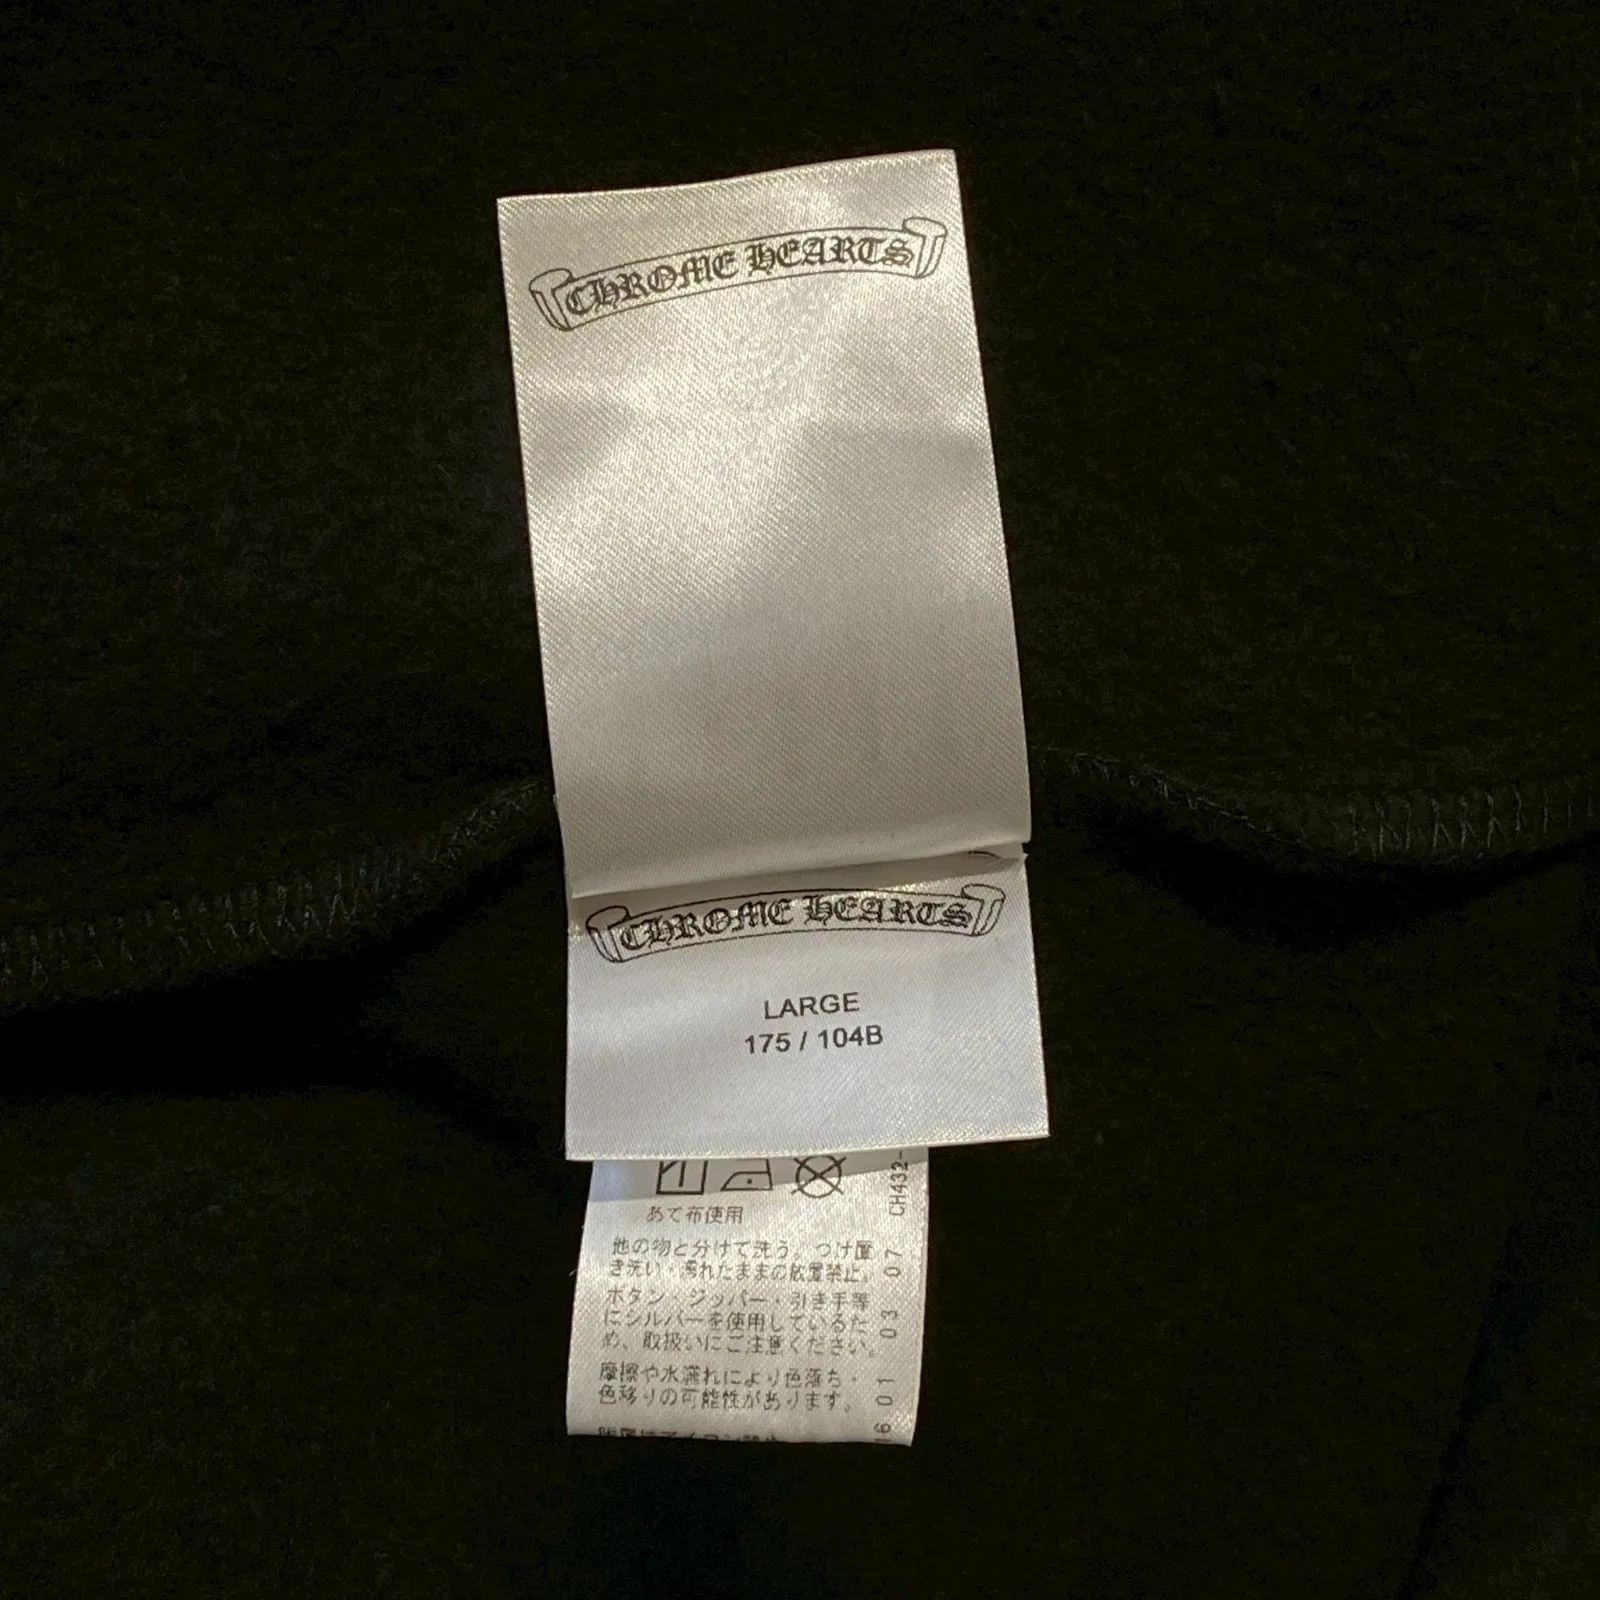 CHROME HEARTS
CHROME HEARTS
LARGE
175 / 104B
あて布使用
他の物と分けて洗う。つけ置
き洗い・濡れたままの放置禁止。
ボタン・ジッパー・引き手等
にシルバーを使用しているた
め、取扱いにご注意ください。
摩擦や水濡れにより色落ち・
色移りの可能性があります。
CH432-
07
03
01
16